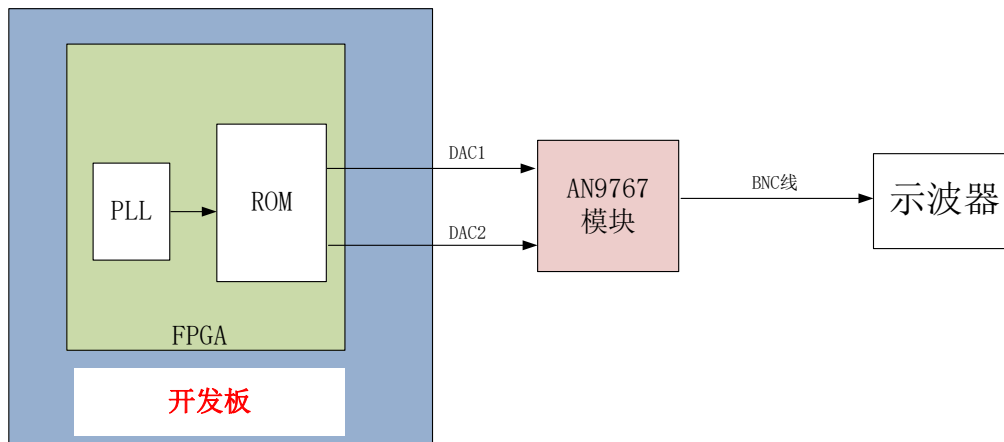 PLL
ROM
FPGA
开发板
DAC1
DAC2
AN9767
模块
BNC线
示波器